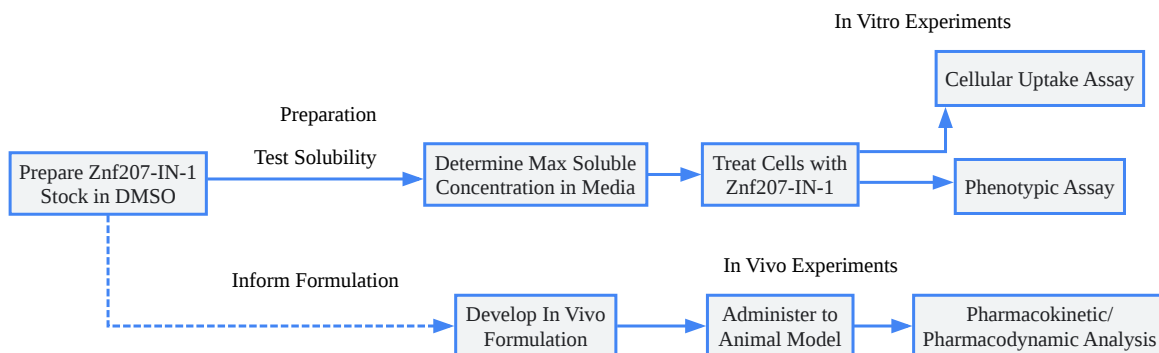 In Vitro Experiments
Cellular Uptake Assay
Preparation
Test Solubility
Prepare Znf207-IN-1
Stock in DMSO
Determine Max Soluble
Concentration in Media
Treat Cells with
Znf207-IN-1
Phenotypic Assay
Inform Formulation
In Vivo Experiments
Develop In Vivo
Formulation
Administer to
Animal Model
Pharmacokinetic/
Pharmacodynamic Analysis